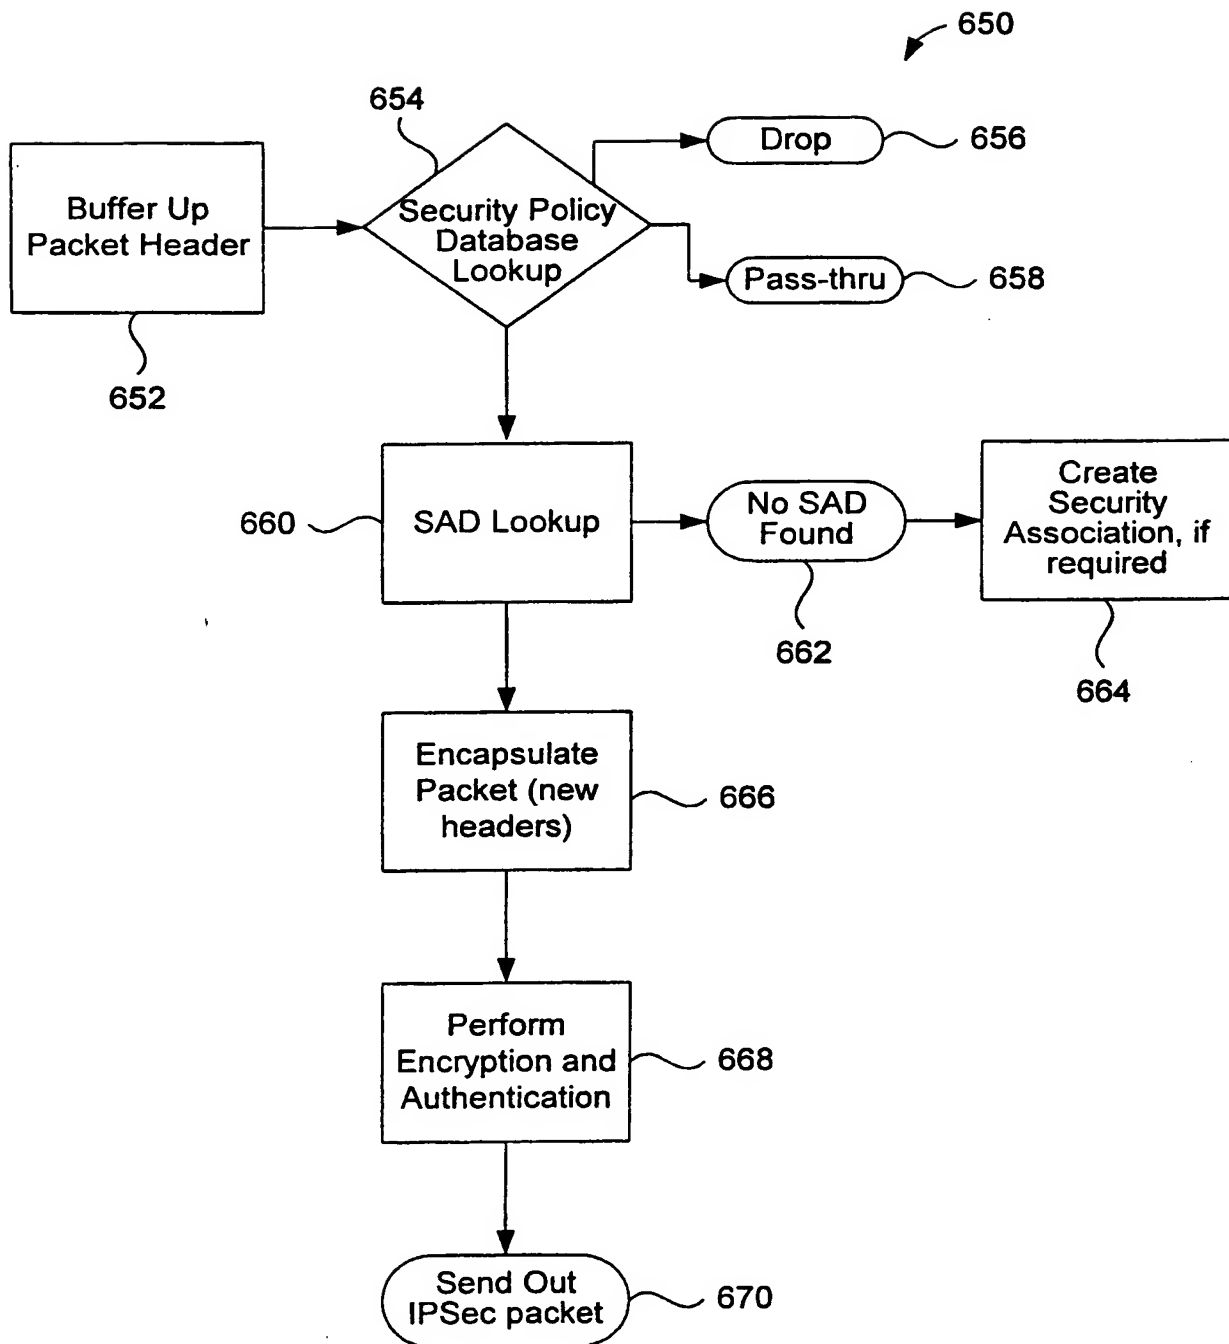 650
654
Drop
656
Buffer Up
Packet Header
Security Policy
Database
Lookup
Pass-thru
658
652
660
SAD Lookup
No SAD
Found
Create
Security
Association, if
required
662
664
Encapsulate
Packet (new
headers)
666
Perform
Encryption and
Authentication
668
Send Out
IPSec packet
670